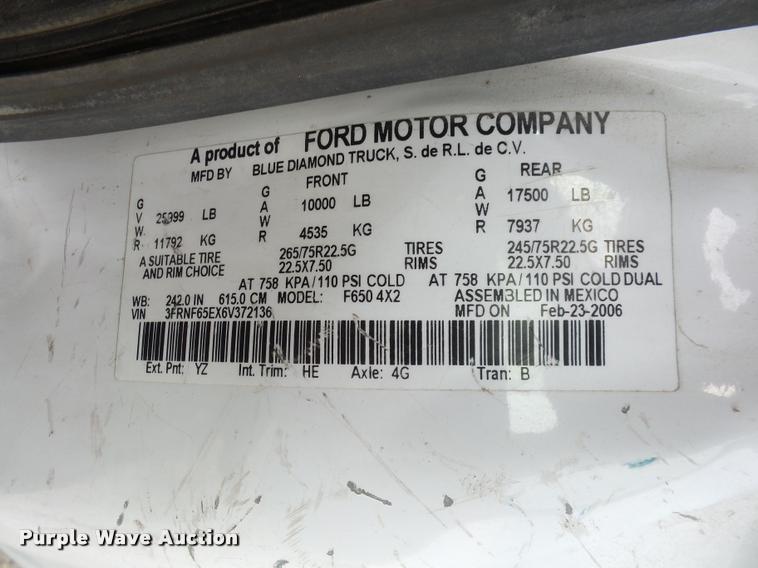 A product of FORD MOTOR COMPANY
MFD BY BLUE DIAMOND TRUCK, S. de R.L. de C.V.
FRONT REAR
GVWR 25999 LB GAWR 10000 LB GAWR 17500 LB
11792 KG 4535 KG 7937 KG
A SUITABLE TIRE AND RIM CHOICE 265/75R22.5G TIRES 245/75R22.5G TIRES
22.5X7.50 RIMS 22.5X7.50 RIMS
AT 758 KPA/110 PSI COLD AT 758 KPA/110 PSI COLD DUAL
WB: 242.0 IN 615.0 CM MODEL: F650 4X2 ASSEMBLED IN MEXICO
VIN 3FRNF65EX6V372136 MFD ON Feb-23-2006
Ext. Pnt: YZ Int. Trim: HE Axle: 4G Tran: B
Purple Wave Auction